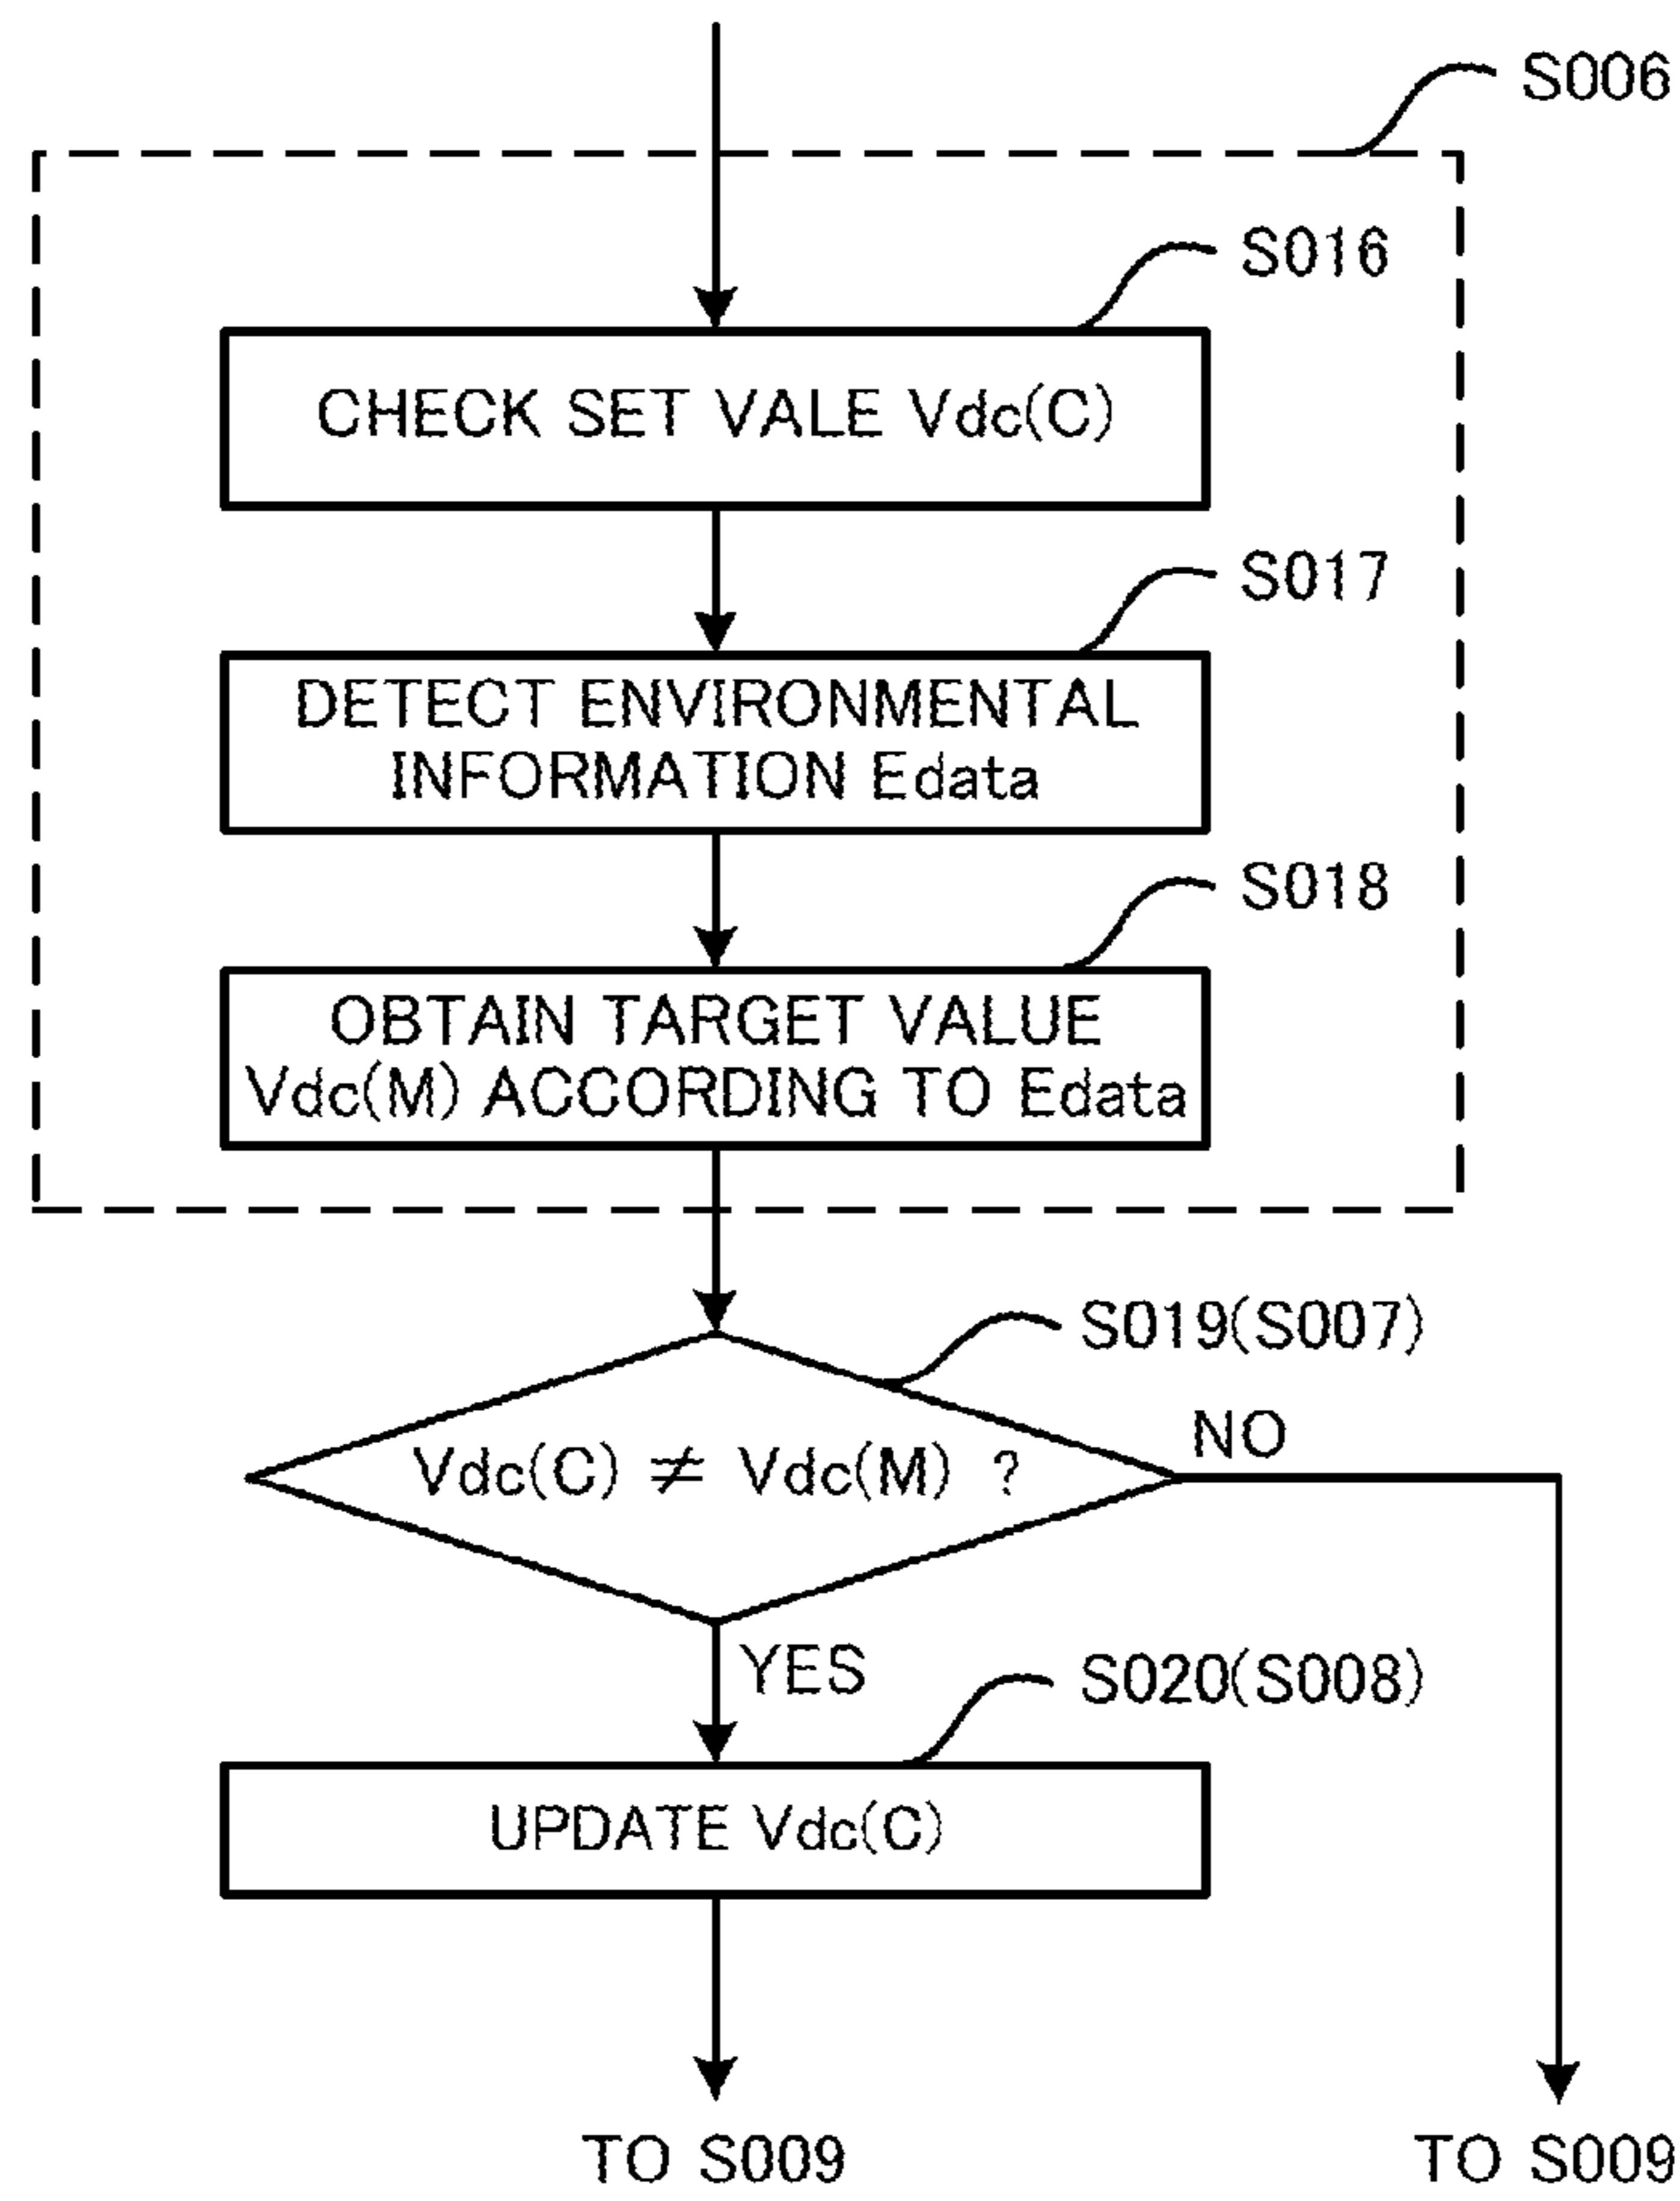 S006
S016
CHECK SET VALE Vdc(C)
S017
DETECT ENVIRONMENTAL
INFORMATION Edata
S018
OBTAIN TARGET VALUE
Vdc(M) ACCORDING TO Edata
S019(S007)
Vdc(C) ≠ Vdc(M) ?
NO
YES
S020(S008)
UPDATE Vdc(C)
TO S009
TO S009